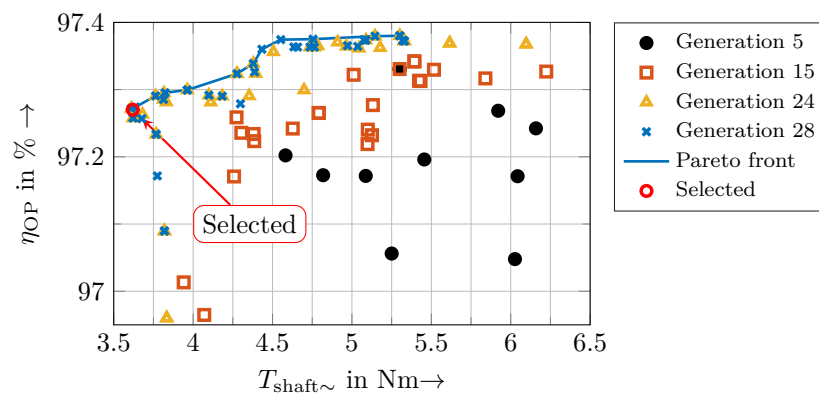 97.4
97.2
97
η_OP in % →
3.5 4 4.5 5 5.5 6 6.5
T_shaft∼ in Nm→
Selected
Generation 5
Generation 15
Generation 24
Generation 28
Pareto front
Selected